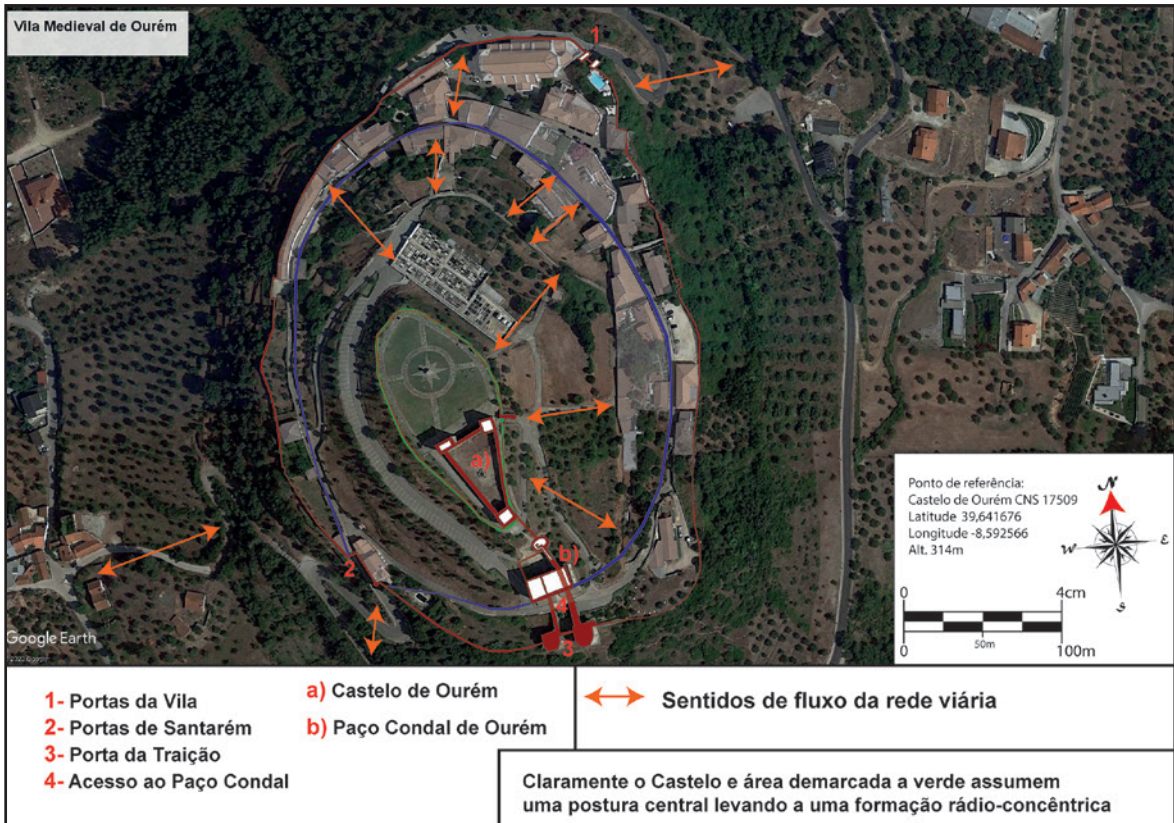 Vila Medieval de Ourém
1
a)
b)
2
4
3
Ponto de referência:
Castelo de Ourém CNS 17509
Latitude 39,641676
Longitude -8,592566
Alt. 314m
N
W
E
S
0
4cm
50m
0
100m
Google Earth
1- Portas da Vila
2- Portas de Santarém
3- Porta da Traição
4- Acesso ao Paço Condal
a) Castelo de Ourém
b) Paço Condal de Ourém
Sentidos de fluxo da rede viária
Claramente o Castelo e área demarcada a verde assumem
uma postura central levando a uma formação rádio-concêntrica